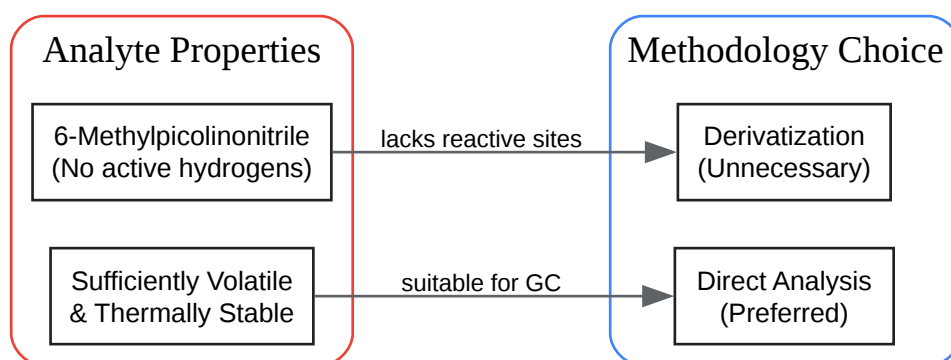 Analyte Properties
Methodology Choice
6-Methylpicolinonitrile
(No active hydrogens)
lacks reactive sites
Derivatization
(Unnecessary)
Sufficiently Volatile
& Thermally Stable
suitable for GC
Direct Analysis
(Preferred)